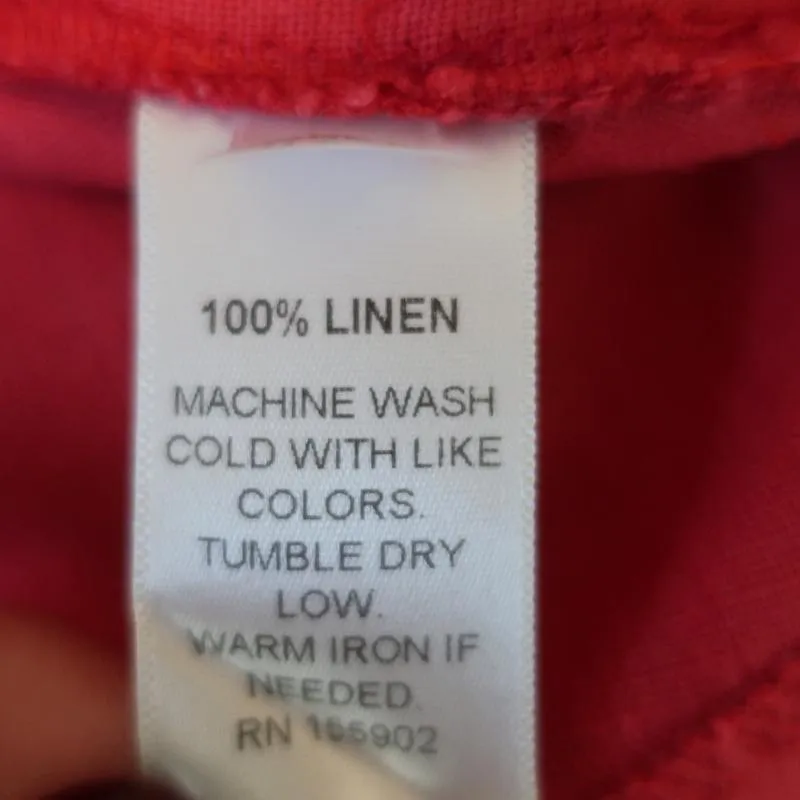 100% LINEN
MACHINE WASH
COLD WITH LIKE
COLORS.
TUMBLE DRY
LOW.
WARM IRON IF
NEEDED.
RN